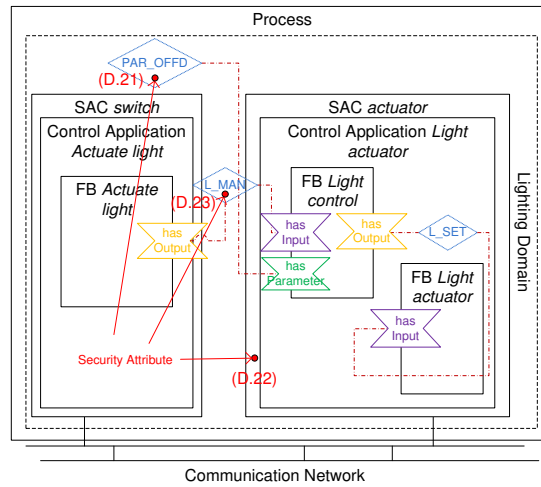 Process
PAR_OFFD
(D.21)
SAC switch
SAC actuator
Control Application
Actuate light
Control Application Light
actuator
FB Actuate
light
L_MAN
(D.23)
FB Light
control
has
Output
has
Input
has
Output
L_SET
has
Parameter
FB Light
actuator
has
Input
Lighting Domain
Security Attribute
(D.22)
Communication Network